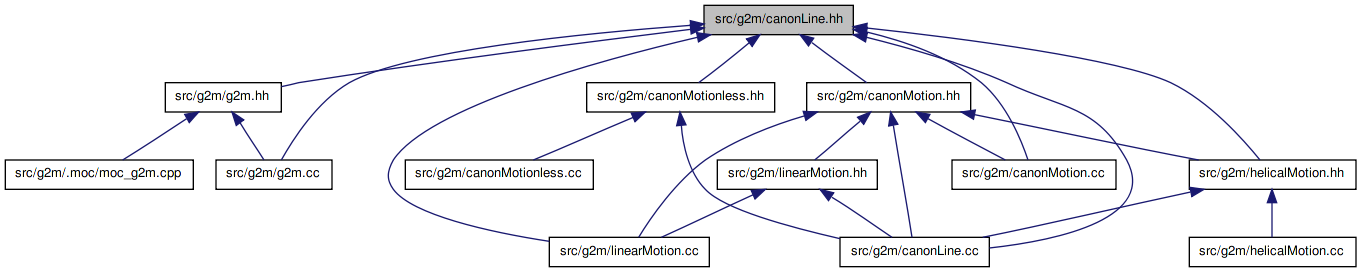 src/g2m/canonLine.hh
src/g2m/g2m.hh
src/g2m/canonMotionless.hh
src/g2m/canonMotion.hh
src/g2m/.moc/moc_g2m.cpp
src/g2m/g2m.cc
src/g2m/canonMotionless.cc
src/g2m/linearMotion.hh
src/g2m/canonMotion.cc
src/g2m/helicalMotion.hh
src/g2m/linearMotion.cc
src/g2m/canonLine.cc
src/g2m/helicalMotion.cc